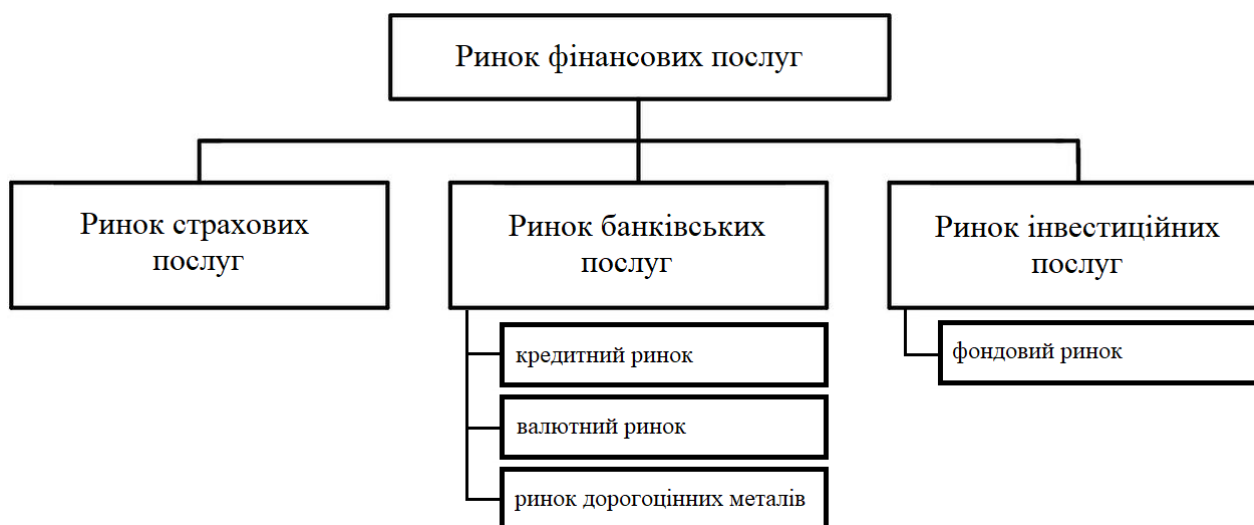 Ринок фінансових послуг
Ринок страхових
послуг
Ринок банківських
послуг
Ринок інвестиційних
послуг
кредитний ринок
валютний ринок
ринок дорогоцінних металів
фондовий ринок